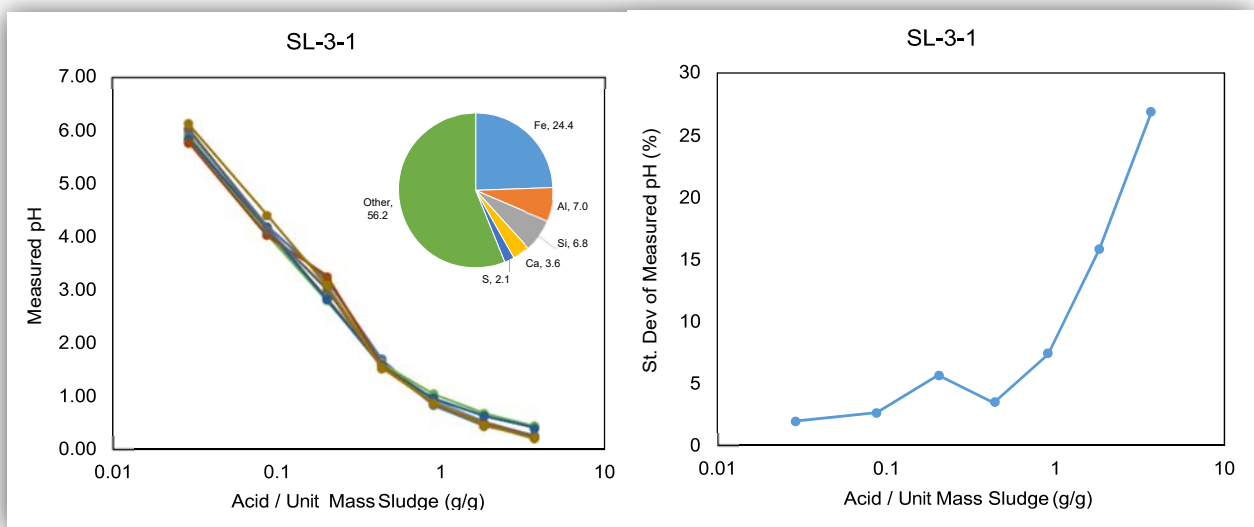 SL-3-1
7.00
6.00
5.00
4.00
3.00
2.00
1.00
0.00
Measured pH
0.01
0.1
1
10
Acid / Unit Mass Sludge (g/g)
Fe, 24.4
Al, 7.0
Si, 6.8
Ca, 3.6
S, 2.1
Other,
56.2
SL-3-1
30
25
20
15
10
5
0
St. Dev of Measured pH (%)
0.01
0.1
1
10
Acid / Unit Mass Sludge (g/g)